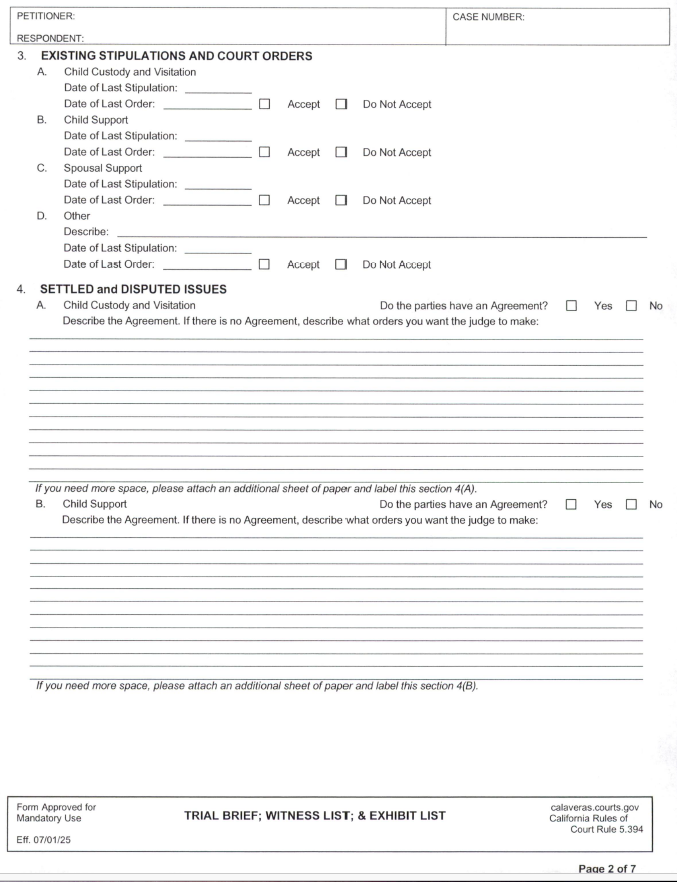 PETITIONER:
CASE NUMBER:
RESPONDENT:
3. EXISTING STIPULATIONS AND COURT ORDERS
A. Child Custody and Visitation
Date of Last Stipulation:
Date of Last Order: Accept Do Not Accept
B. Child Support
Date of Last Stipulation:
Date of Last Order: Accept Do Not Accept
C. Spousal Support
Date of Last Stipulation:
Date of Last Order: Accept Do Not Accept
D. Other
Describe:
Date of Last Stipulation:
Date of Last Order: Accept Do Not Accept
4. SETTLED and DISPUTED ISSUES
A. Child Custody and Visitation Do the parties have an Agreement? Yes No
Describe the Agreement. If there is no Agreement, describe what orders you want the judge to make:
If you need more space, please attach an additional sheet of paper and label this section 4(A).
B. Child Support Do the parties have an Agreement? Yes No
Describe the Agreement. If there is no Agreement, describe what orders you want the judge to make:
If you need more space, please attach an additional sheet of paper and label this section 4(B).
Form Approved for
Mandatory Use
Eff. 07/01/25
TRIAL BRIEF; WITNESS LIST; & EXHIBIT LIST
calaveras.courts.gov
California Rules of
Court Rule 5.394
Page 2 of 7